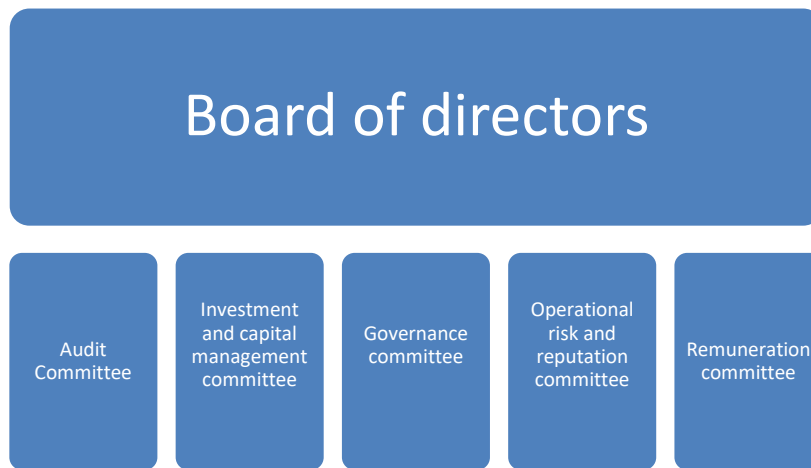 Board of directors
Audit
Committee
Investment
and capital
management
committee
Governance
committee
Operational
risk and
reputation
committee
Remuneration
committee